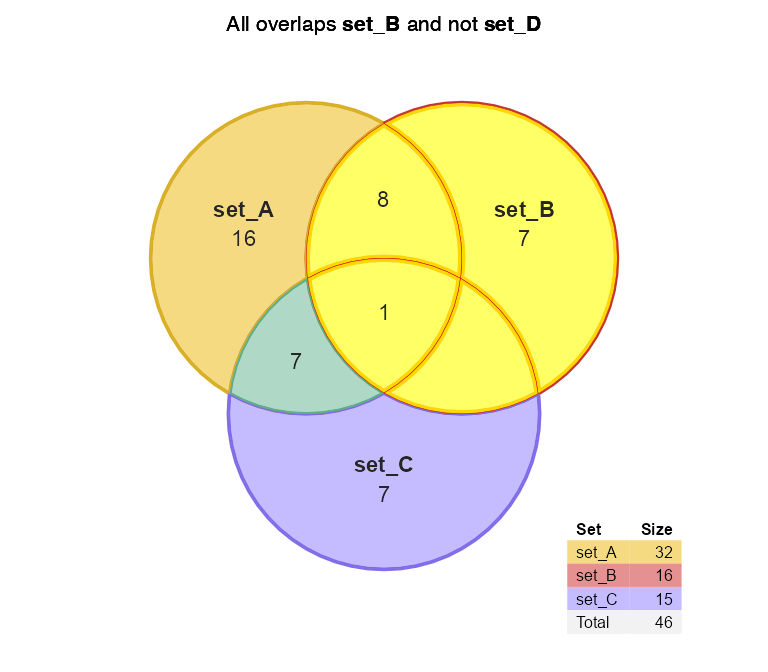 All overlaps set_B and not set_D
8
set_A
set_B
16
7
1
7
set_C
7
Set Size
set_A 32
set_B 16
set_C 15
Total 46